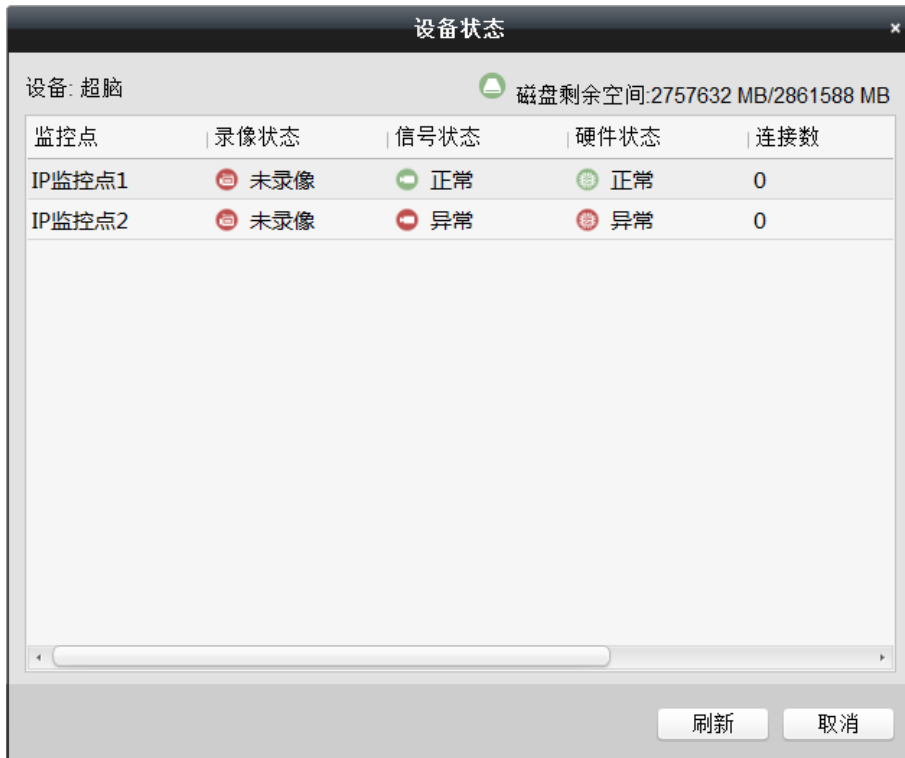 设备状态
设备: 超脑 磁盘剩余空间:2757632 MB/2861588 MB
监控点 录像状态 信号状态 硬件状态 连接数
IP监控点1 未录像 正常 正常 0
IP监控点2 未录像 异常 异常 0
刷新 取消